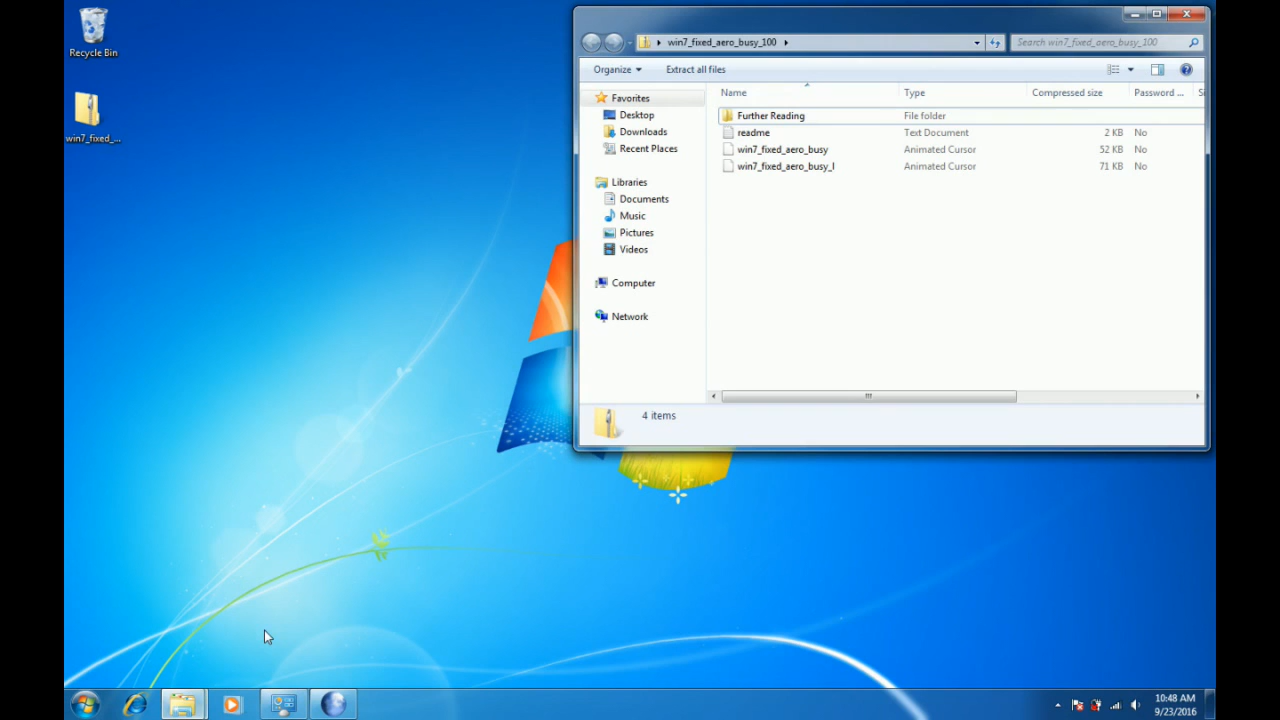 Recycle Bin
win7_fixed_...
win7_fixed_aero_busy_100
Search win7_fixed_aero_busy_100
Organize
Extract all files
Name
Type
Compressed size
Password ...
Favorites
Desktop
Downloads
Recent Places
Libraries
Documents
Music
Pictures
Videos
Computer
Network
Further Reading File folder
readme Text Document 2 KB No
win7_fixed_aero_busy Animated Cursor 52 KB No
win7_fixed_aero_busy_l Animated Cursor 71 KB No
4 items
10:48 AM
9/23/2016